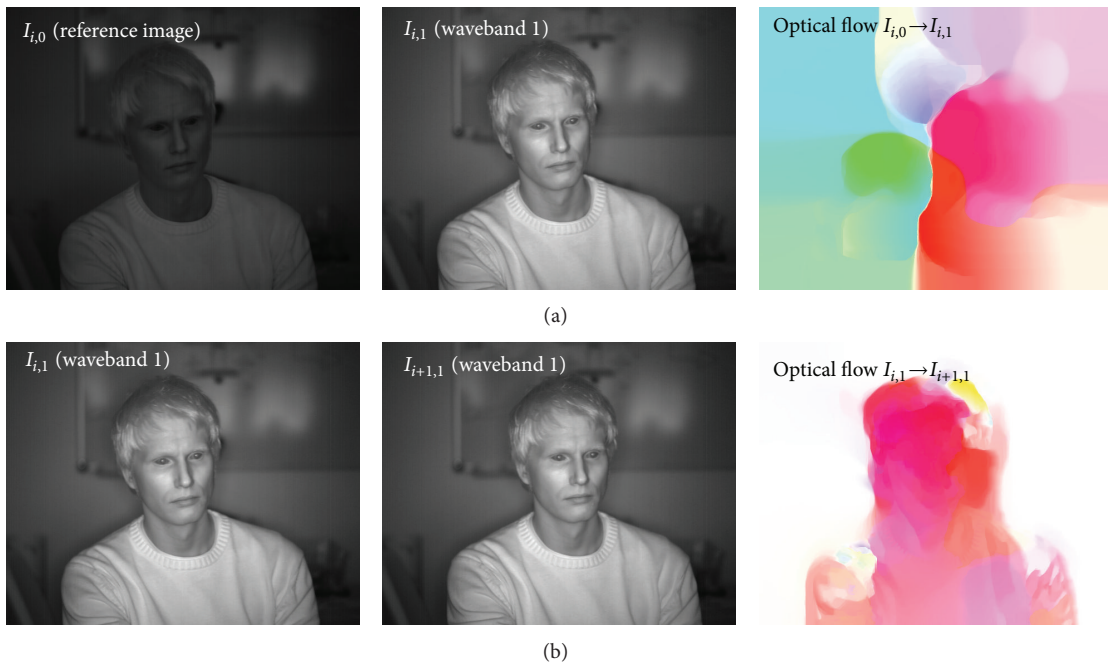 I_{i,0} (reference image)
I_{i,1} (waveband 1)
Optical flow I_{i,0}→I_{i,1}
(a)
I_{i,1} (waveband 1)
I_{i+1,1} (waveband 1)
Optical flow I_{i,1}→I_{i+1,1}
(b)